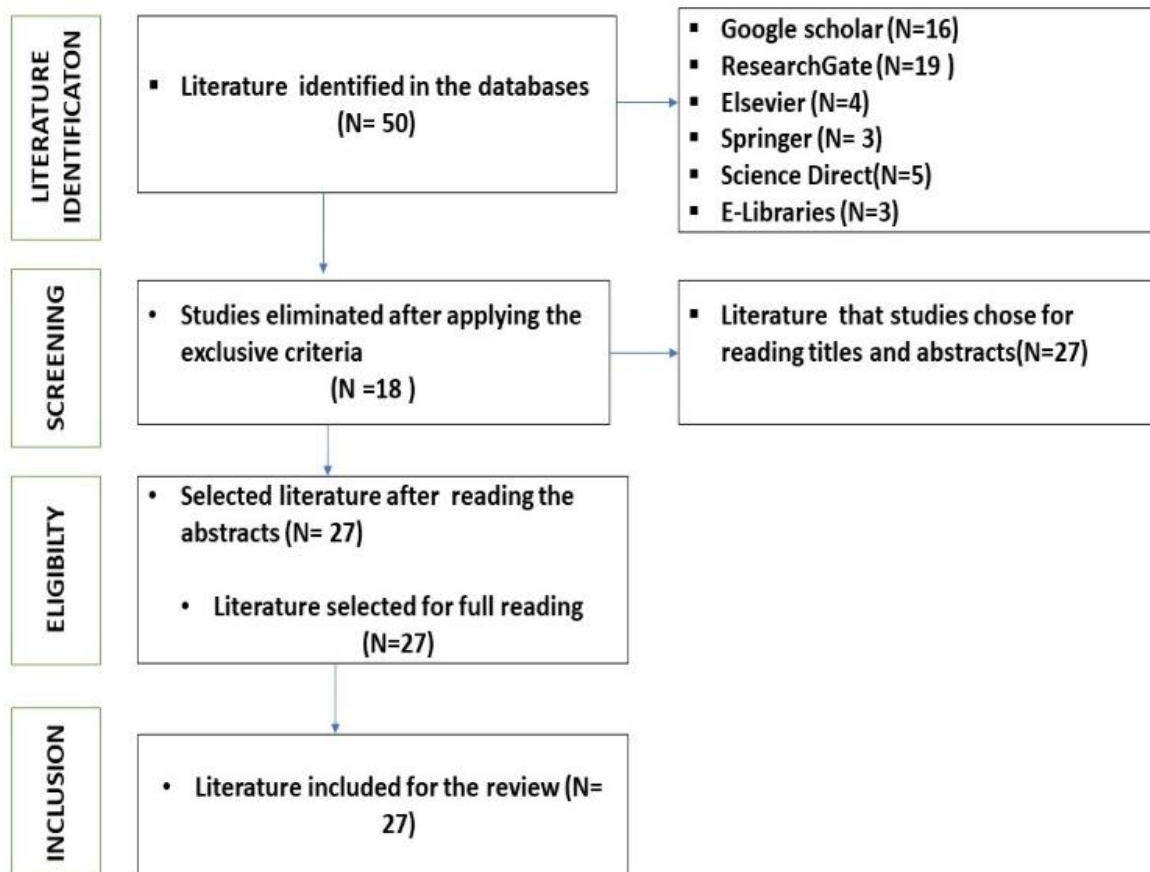 LITERATURE
IDENTIFICATON
▪ Literature identified in the databases
(N= 50)
▪ Google scholar (N=16)
▪ ResearchGate (N=19 )
▪ Elsevier (N=4)
▪ Springer (N= 3)
▪ Science Direct(N=5)
▪ E-Libraries (N=3)
SCREENING
• Studies eliminated after applying the
exclusive criteria
(N =18 )
▪ Literature that studies chose for
reading titles and abstracts(N=27)
ELIGIBILTY
• Selected literature after reading the
abstracts (N= 27)
• Literature selected for full reading
(N=27)
INCLUSION
• Literature included for the review (N=
27)